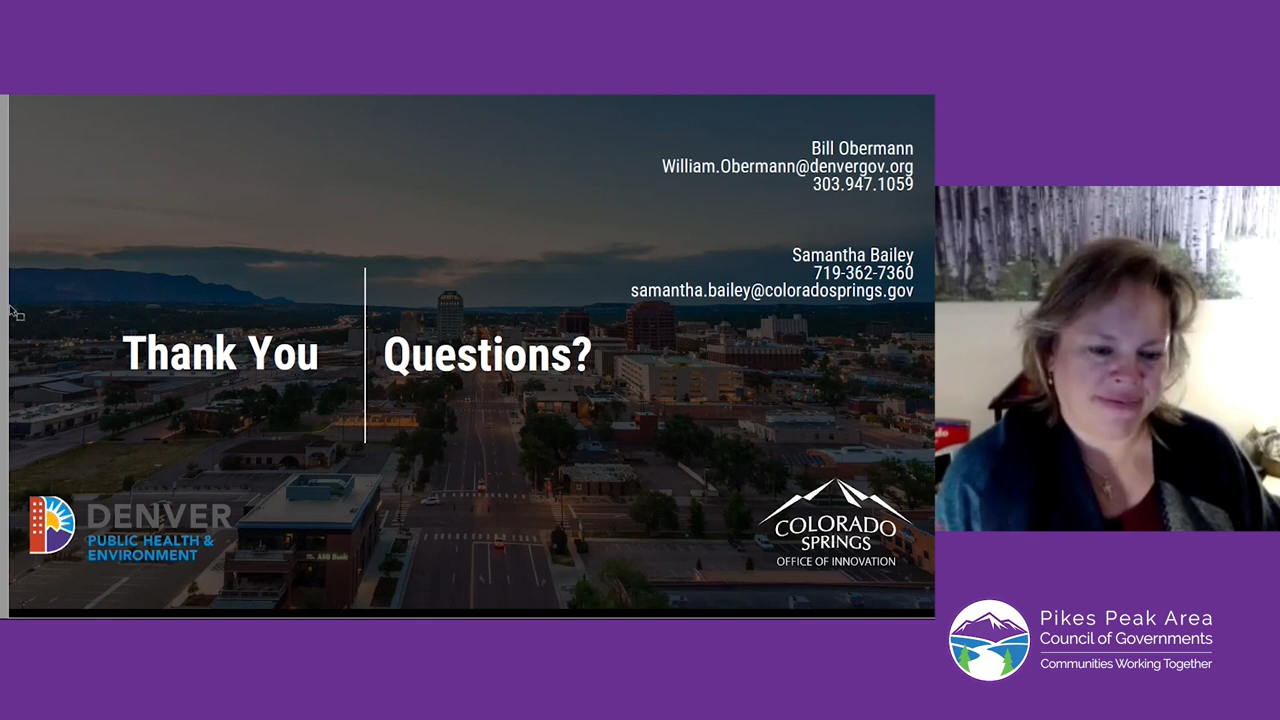 Bill Obermann
William.Obermann@denvergov.org
303.947.1059
Samantha Bailey
719-362-7360
samantha.bailey@coloradosprings.gov
Thank You
Questions?
DENVER
PUBLIC HEALTH &
ENVIRONMENT
COLORADO
SPRINGS
OFFICE OF INNOVATION
Pikes Peak Area
Council of Governments
Communities Working Together